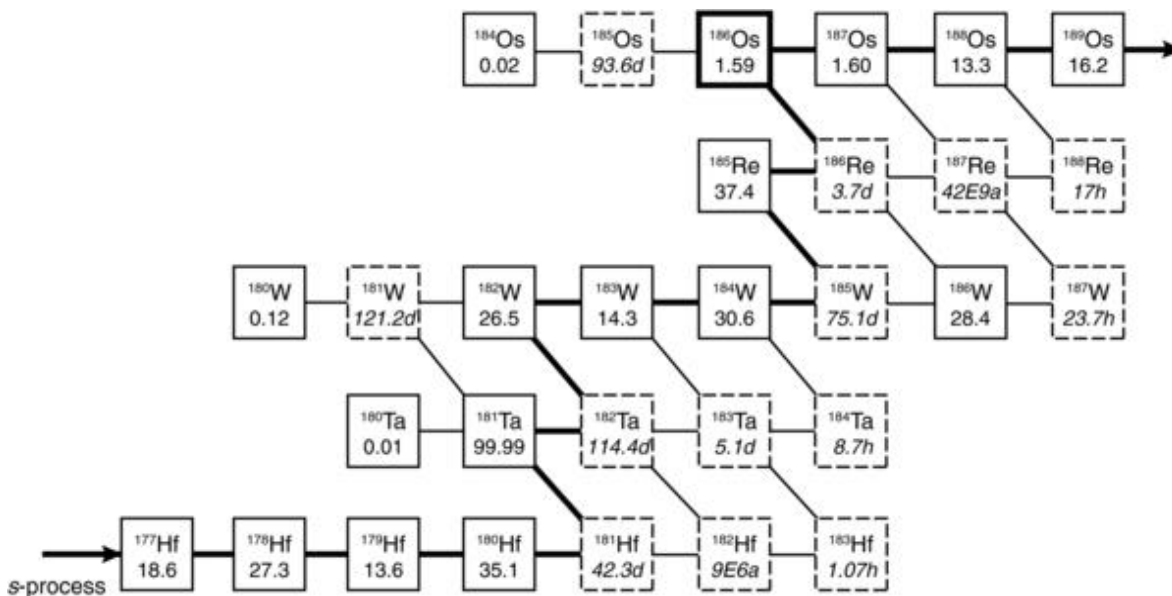 ¹⁸⁴Os ¹⁸⁵Os ¹⁸⁶Os ¹⁸⁷Os ¹⁸⁸Os ¹⁸⁹Os
0.02 93.6d 1.59 1.60 13.3 16.2
¹⁸⁵Re ¹⁸⁶Re ¹⁸⁷Re ¹⁸⁸Re
37.4 3.7d 42E9a 17h
¹⁸⁰W ¹⁸¹W ¹⁸²W ¹⁸³W ¹⁸⁴W ¹⁸⁵W ¹⁸⁶W ¹⁸⁷W
0.12 121.2d 26.5 14.3 30.6 75.1d 28.4 23.7h
¹⁸⁰Ta ¹⁸¹Ta ¹⁸²Ta ¹⁸³Ta ¹⁸⁴Ta
0.01 99.99 114.4d 5.1d 8.7h
¹⁷⁷Hf ¹⁷⁸Hf ¹⁷⁹Hf ¹⁸⁰Hf ¹⁸¹Hf ¹⁸²Hf ¹⁸³Hf
18.6 27.3 13.6 35.1 42.3d 9E6a 1.07h
s-process